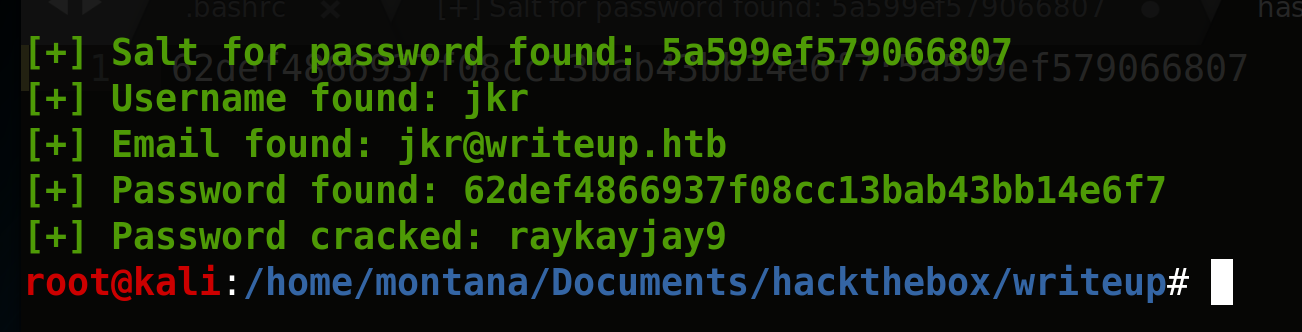 .bashrc × [+] Salt for password found: 5a599ef579066807 ● has
[+] Salt for password found: 5a599ef579066807
1 62def4866937f08cc13bab43bb14e6f7:5a599ef579066807
[+] Username found: jkr
[+] Email found: jkr@writeup.htb
[+] Password found: 62def4866937f08cc13bab43bb14e6f7
[+] Password cracked: raykayjay9
root@kali:/home/montana/Documents/hackthebox/writeup#